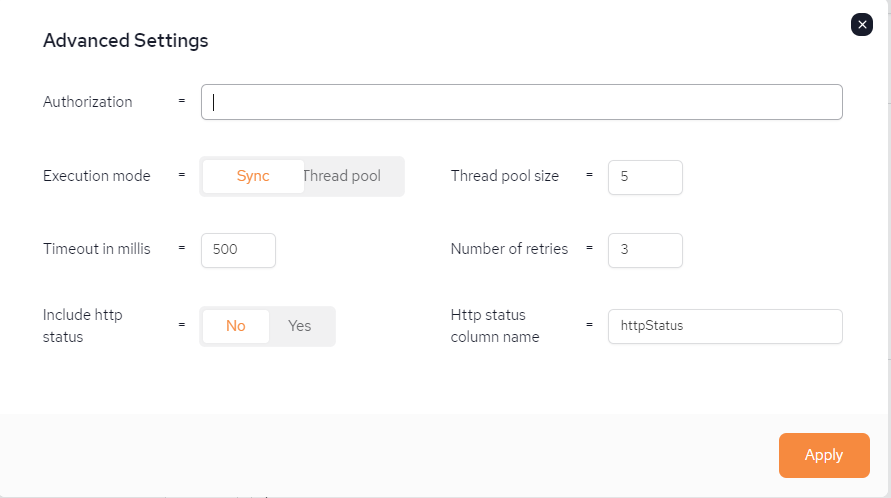 Advanced Settings
Authorization =
Execution mode = Sync Thread pool Thread pool size = 5
Timeout in millis = 500 Number of retries = 3
Include http
status = No Yes
Http status
column name = httpStatus
Apply